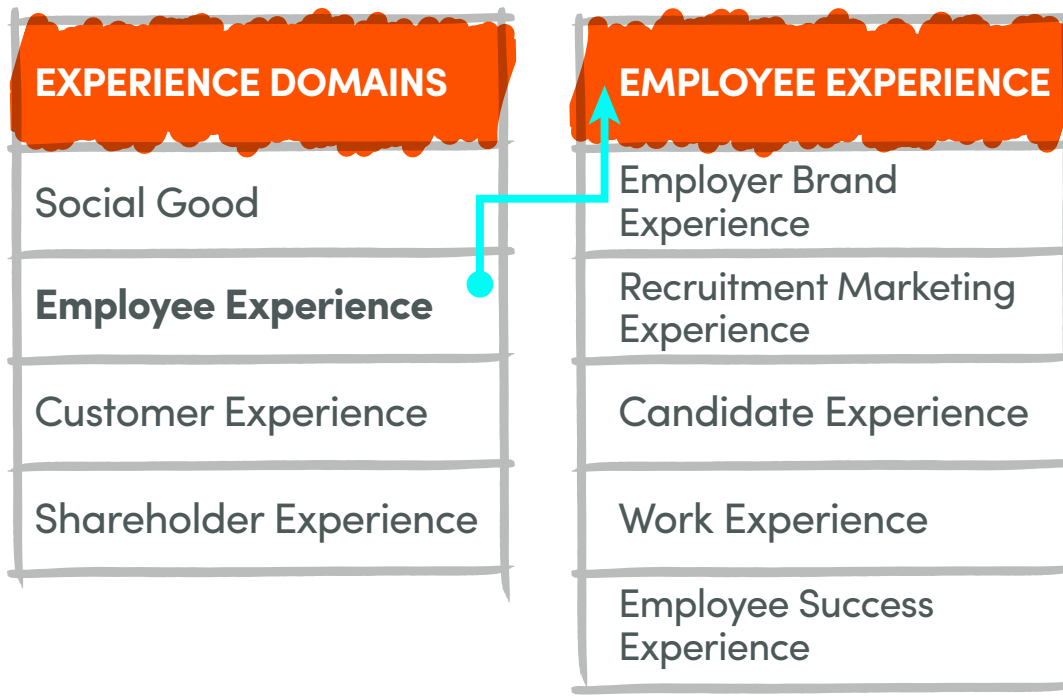 EXPERIENCE DOMAINS
Social Good
Employee Experience
Customer Experience
Shareholder Experience
EMPLOYEE EXPERIENCE
Employer Brand
Experience
Recruitment Marketing
Experience
Candidate Experience
Work Experience
Employee Success
Experience